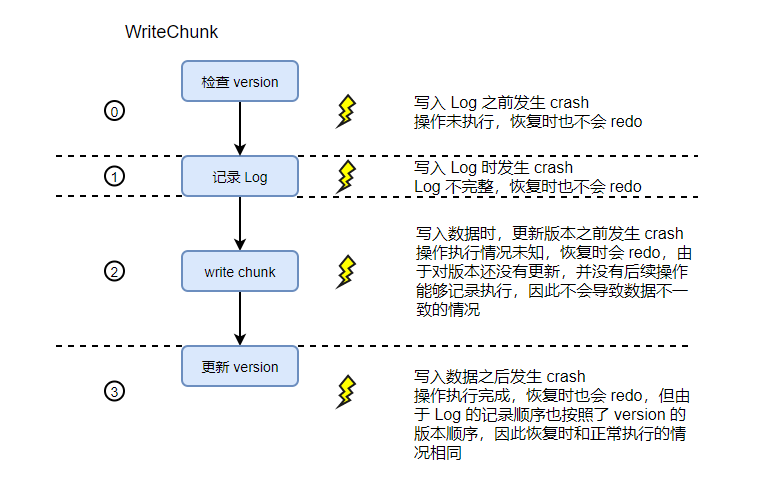 WriteChunk
检查 version
0
写入 Log 之前发生 crash
操作未执行，恢复时也不会 redo
1
记录 Log
写入 Log 时发生 crash
Log 不完整，恢复时也不会 redo
2
write chunk
写入数据时，更新版本之前发生 crash
操作执行情况未知，恢复时会 redo，由
于对版本还没有更新，并没有后续操作
能够记录执行，因此不会导致数据不一
致的情况
更新 version
3
写入数据之后发生 crash
操作执行完成，恢复时也会 redo，但由
于 Log 的记录顺序也按照了 version 的
版本顺序，因此恢复时和正常执行的情
况相同